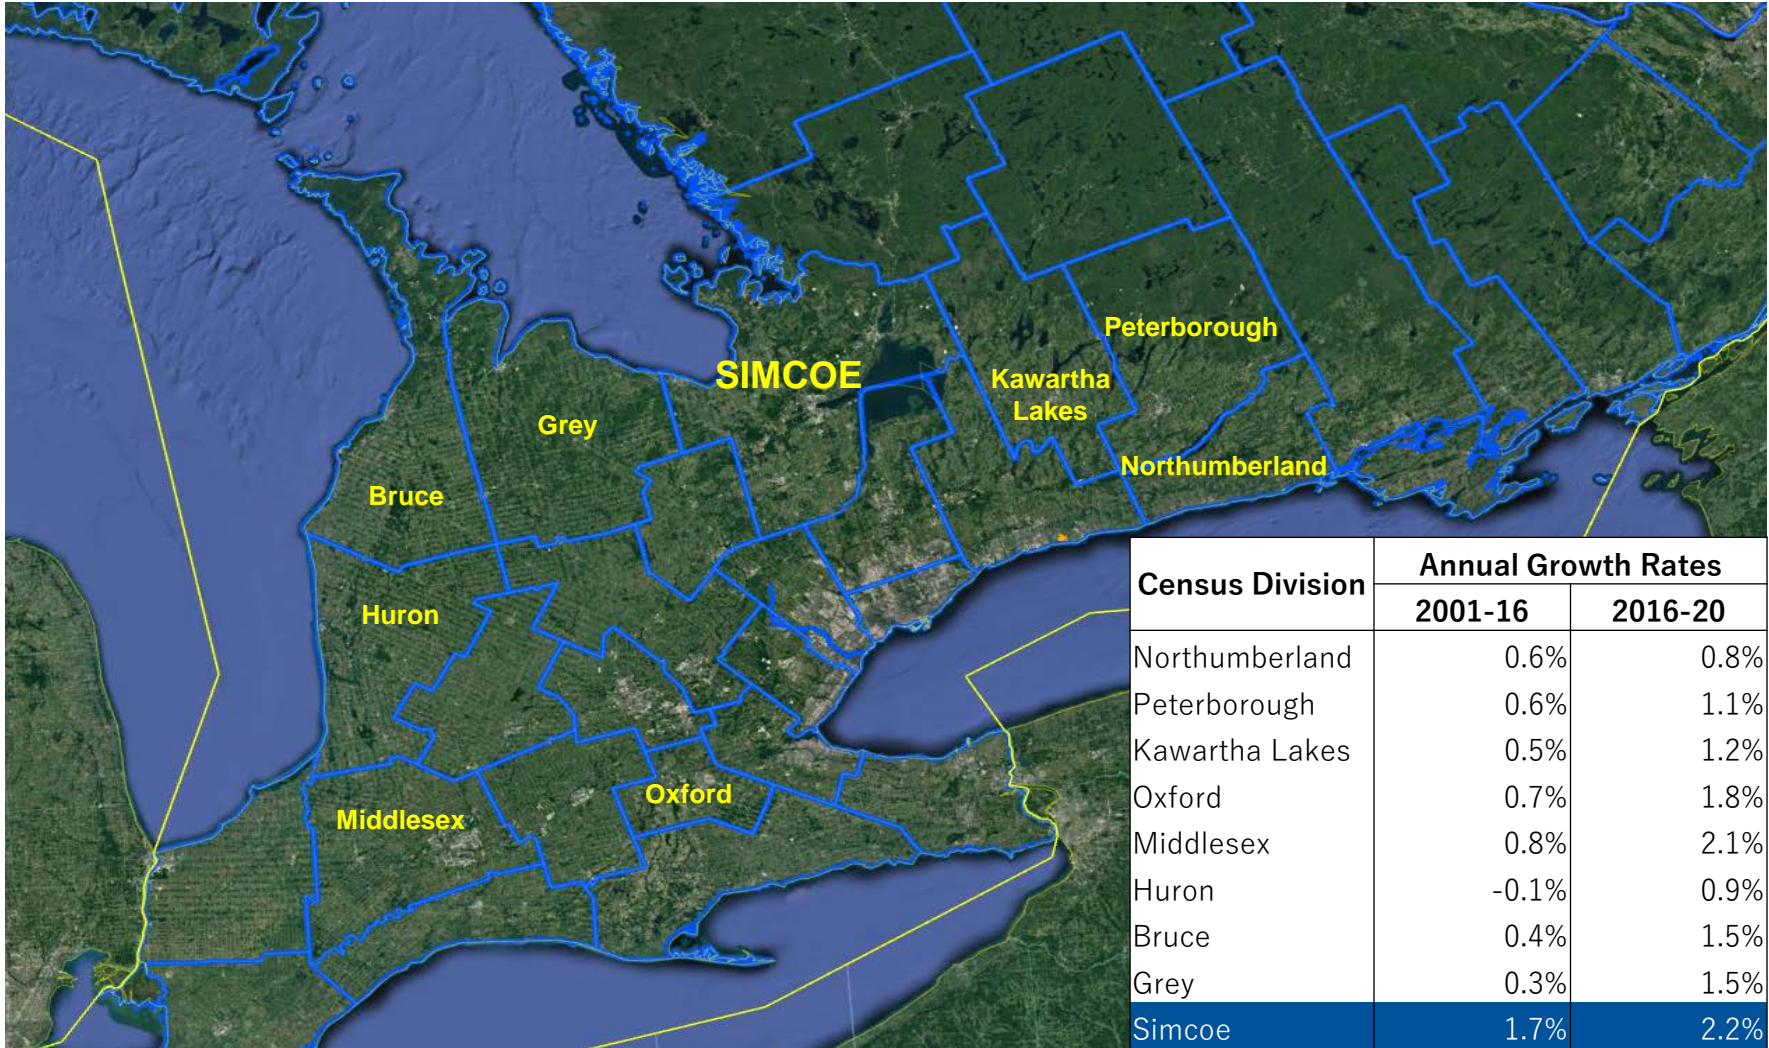 SIMCOE
Peterborough
Kawartha
Lakes
Grey
Northumberland
Bruce
Huron
Oxford
Middlesex
Census Division Annual Growth Rates
2001-16 2016-20
Northumberland 0.6% 0.8%
Peterborough 0.6% 1.1%
Kawartha Lakes 0.5% 1.2%
Oxford 0.7% 1.8%
Middlesex 0.8% 2.1%
Huron -0.1% 0.9%
Bruce 0.4% 1.5%
Grey 0.3% 1.5%
Simcoe 1.7% 2.2%